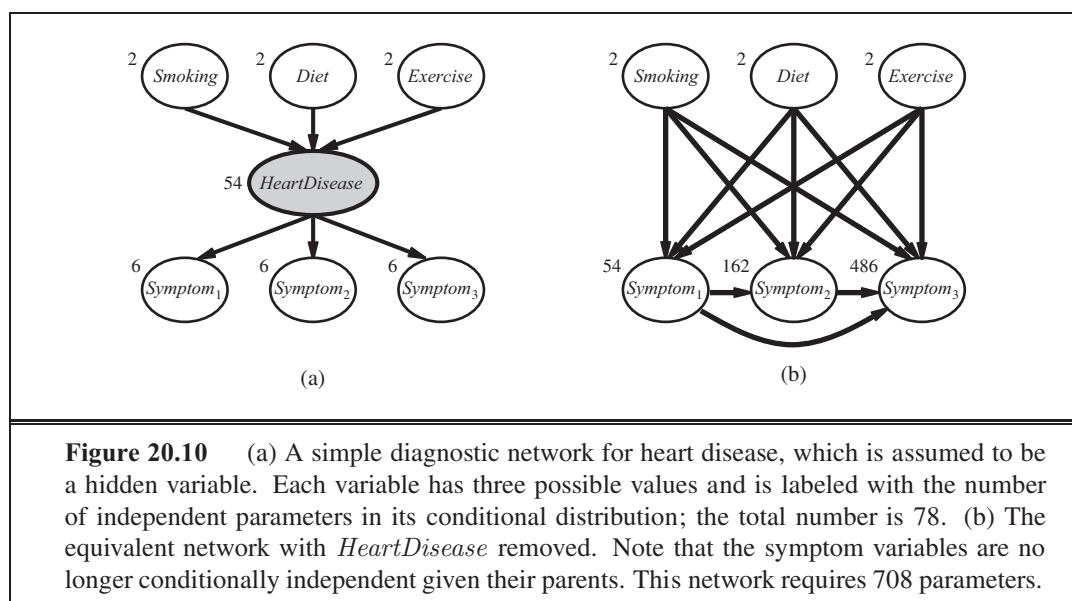 2 Smoking 2 Diet 2 Exercise 2 Smoking 2 Diet 2 Exercise
54 HeartDisease
6 Symptom₁ 6 Symptom₂ 6 Symptom₃ 54 Symptom₁ 162 Symptom₂ 486 Symptom₃
(a) (b)
Figure 20.10 (a) A simple diagnostic network for heart disease, which is assumed to be
a hidden variable. Each variable has three possible values and is labeled with the number
of independent parameters in its conditional distribution; the total number is 78. (b) The
equivalent network with HeartDisease removed. Note that the symptom variables are no
longer conditionally independent given their parents. This network requires 708 parameters.